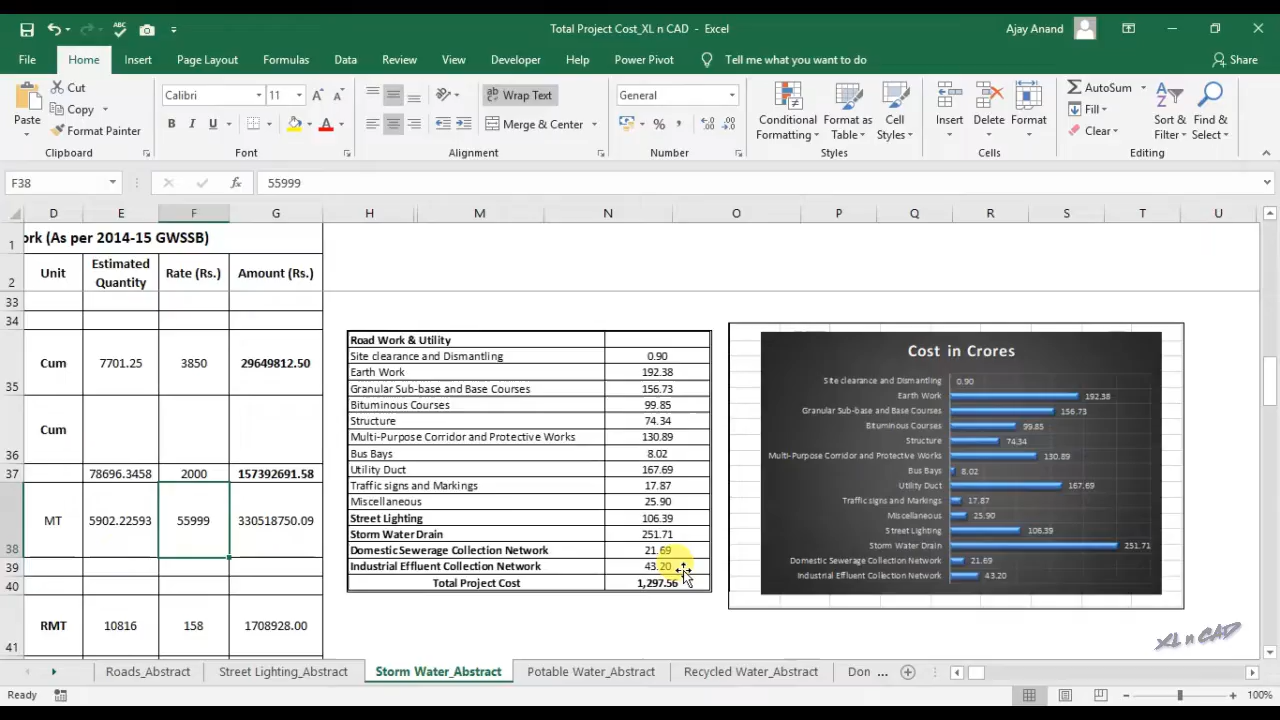 Total Project Cost_XL n CAD - Excel
Ajay Anand
File Home Insert Page Layout Formulas Data Review View Developer Help Power Pivot Tell me what you want to do Share
Paste
Cut
Copy
Format Painter
Clipboard
Calibri 11
B I U
Font
Wrap Text
Merge & Center
Alignment
General
Number
Conditional Formatting
Format as Table
Cell Styles
Styles
Insert Delete Format
Cells
AutoSum
Fill
Clear
Sort & Filter
Find & Select
Editing
F38 fx 55999
D E F G H M N O P Q R S T U
1 ork (As per 2014-15 GWSSB)
2 Unit Estimated Quantity Rate (Rs.) Amount (Rs.)
33
34
35 Cum 7701.25 3850 29649812.50
36 Cum
37 78696.3458 2000 157392691.58
38 MT 5902.22593 55999 330518750.09
39
40
41 RMT 10816 158 1708928.00
Road Work & Utility
Site clearance and Dismantling 0.90
Earth Work 192.38
Granular Sub-base and Base Courses 156.73
Bituminous Courses 99.85
Structure 74.34
Multi-Purpose Corridor and Protective Works 130.89
Bus Bays 8.02
Utility Duct 167.69
Traffic signs and Markings 17.87
Miscellaneous 25.90
Street Lighting 106.39
Storm Water Drain 251.71
Domestic Sewerage Collection Network 21.69
Industrial Effluent Collection Network 43.20
Total Project Cost 1,297.56
Cost in Crores
Site clearance and Dismantling 0.90
Earth Work 192.38
Granular Sub-base and Base Courses 156.73
Bituminous Courses 99.85
Structure 74.34
Multi-Purpose Corridor and Protective Works 130.89
Bus Bays 8.02
Utility Duct 167.69
Traffic signs and Markings 17.87
Miscellaneous 25.90
Street Lighting 106.39
Storm Water Drain 251.71
Domestic Sewerage Collection Network 21.69
Industrial Effluent Collection Network 43.20
XL n CAD
Roads_Abstract Street Lighting_Abstract Storm Water_Abstract Potable Water_Abstract Recycled Water_Abstract Don ...
Ready 100%